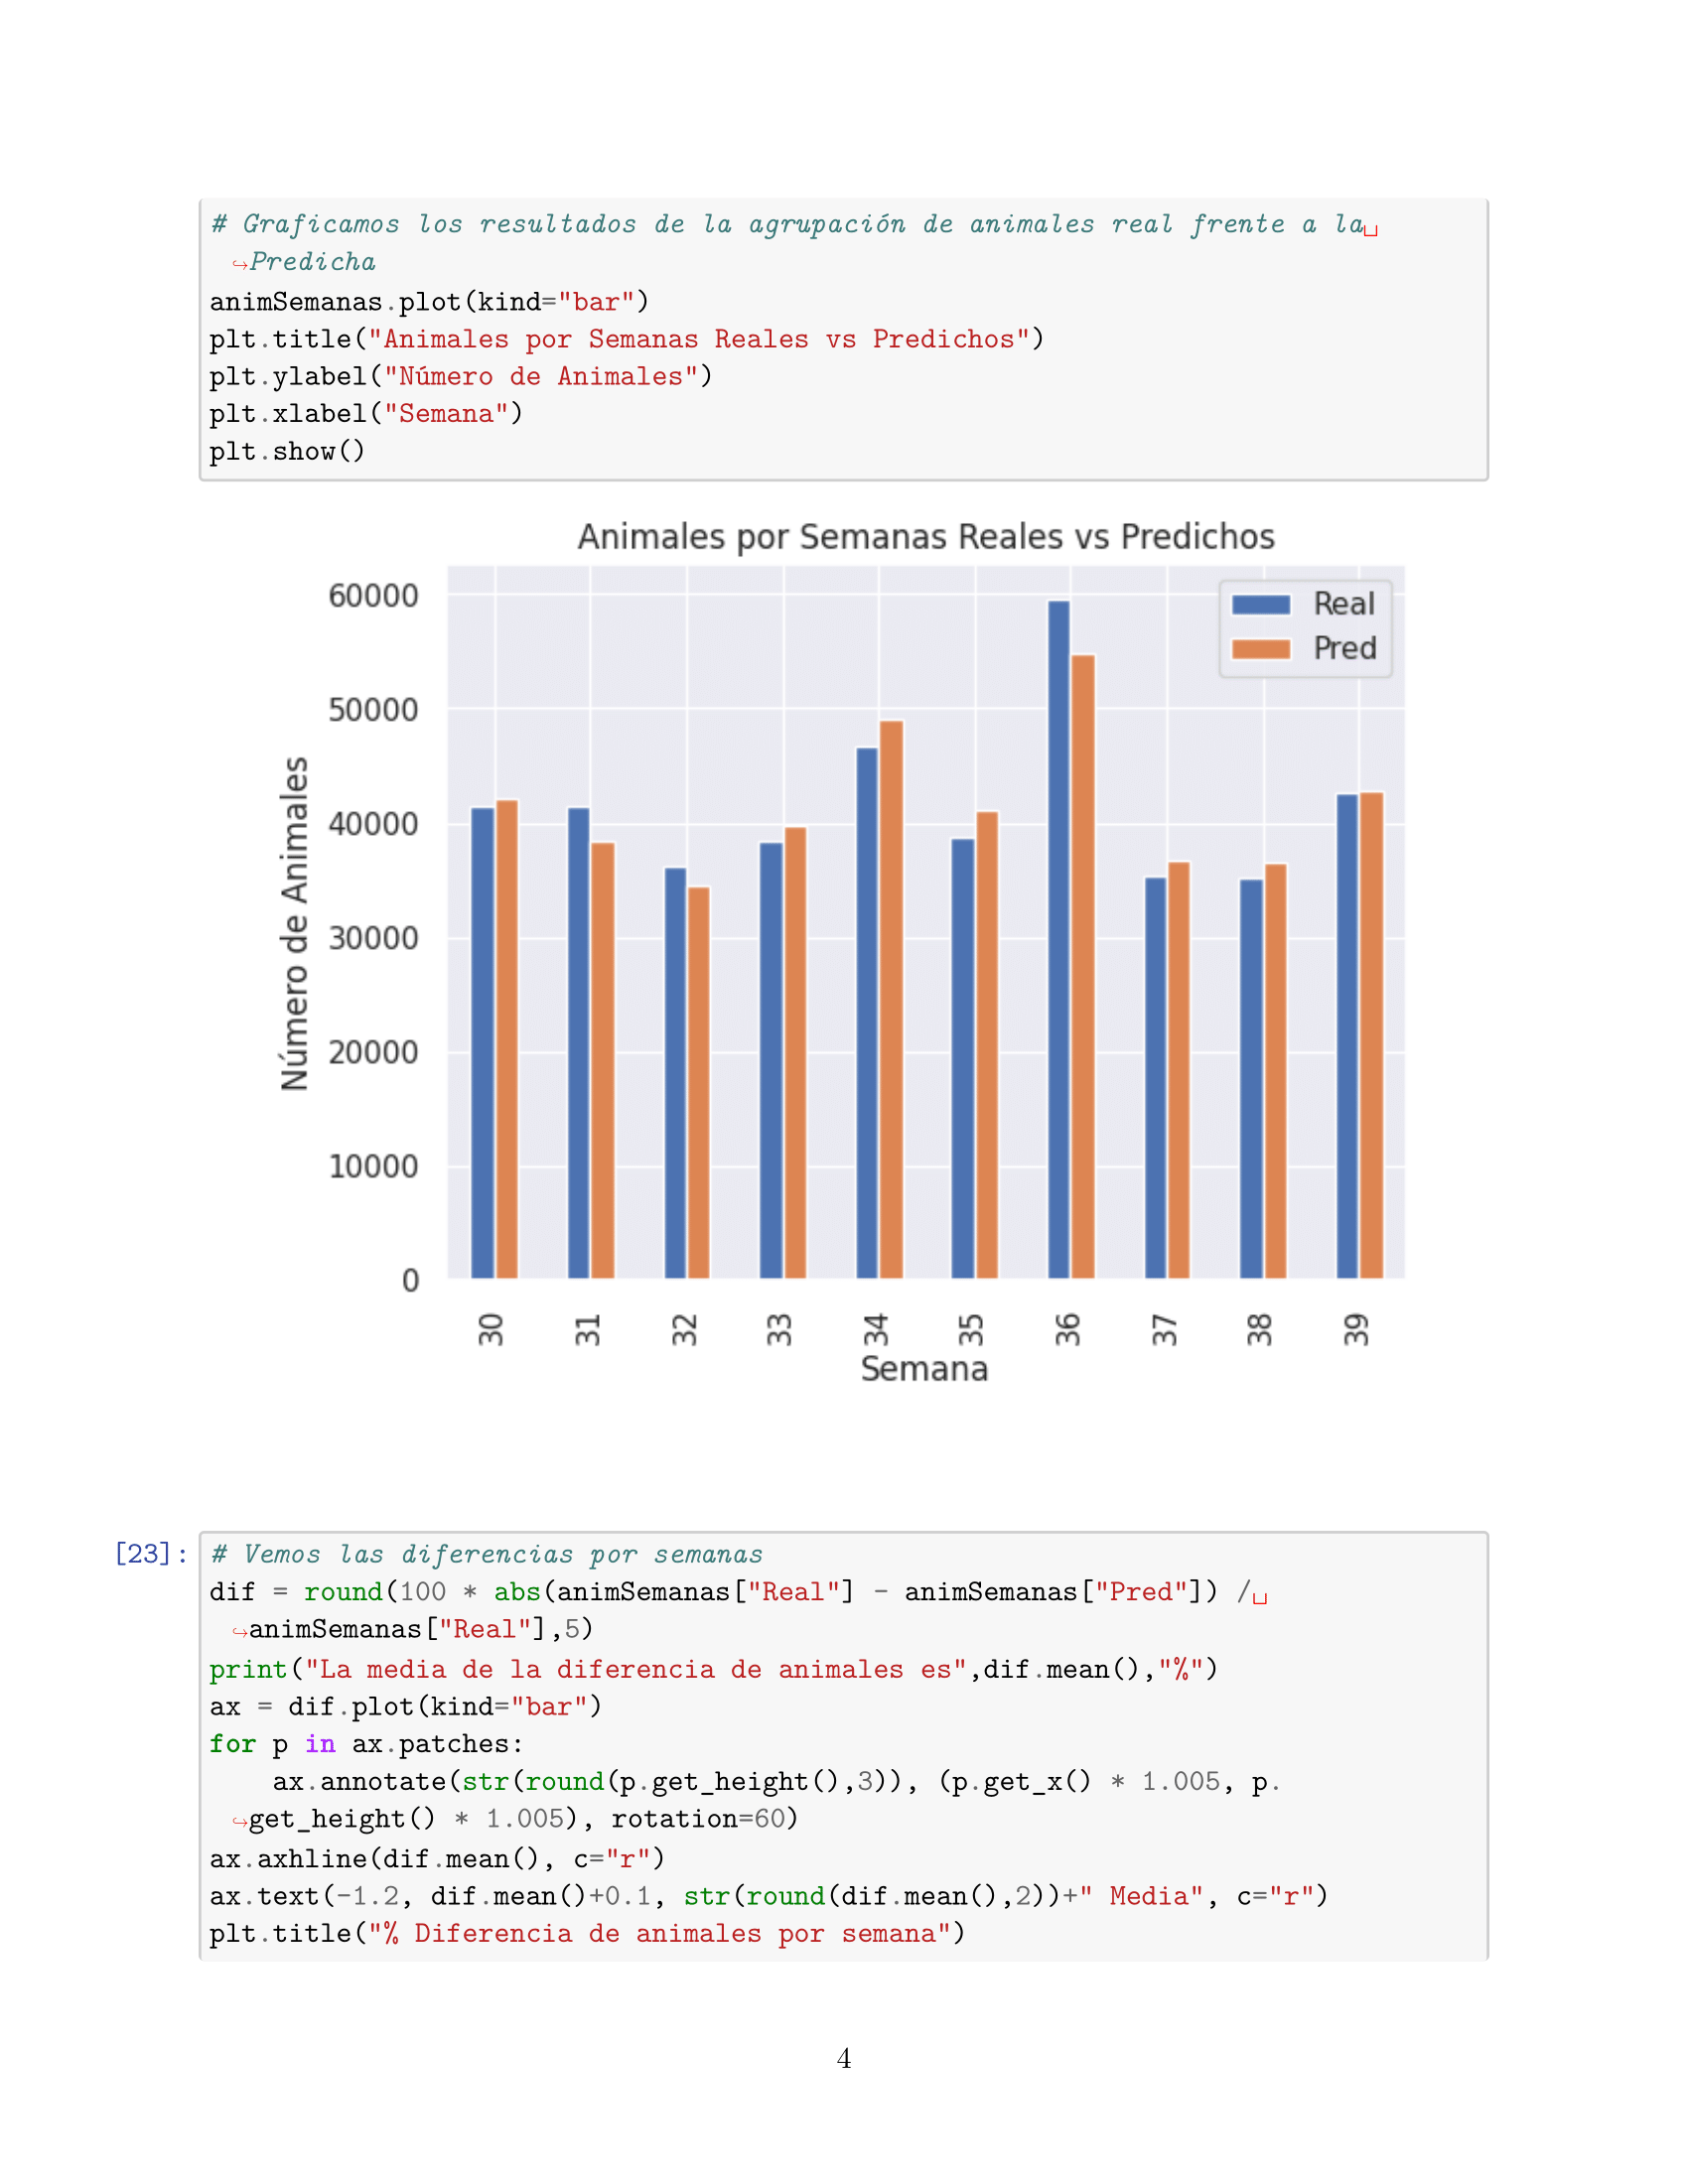 # Graficamos los resultados de la agrupación de animales real frente a la␣
↪Predicha
animSemanas.plot(kind="bar")
plt.title("Animales por Semanas Reales vs Predichos")
plt.ylabel("Número de Animales")
plt.xlabel("Semana")
plt.show()
Animales por Semanas Reales vs Predichos
60000
50000
40000
30000
20000
10000
0
Número de Animales
Real
Pred
30 31 32 33 34 35 36 37 38 39
Semana
[23]: # Vemos las diferencias por semanas
dif = round(100 * abs(animSemanas["Real"] - animSemanas["Pred"]) /␣
↪animSemanas["Real"],5)
print("La media de la diferencia de animales es",dif.mean(),"%")
ax = dif.plot(kind="bar")
for p in ax.patches:
    ax.annotate(str(round(p.get_height(),3)), (p.get_x() * 1.005, p.
↪get_height() * 1.005), rotation=60)
ax.axhline(dif.mean(), c="r")
ax.text(-1.2, dif.mean()+0.1, str(round(dif.mean(),2))+" Media", c="r")
plt.title("% Diferencia de animales por semana")
4